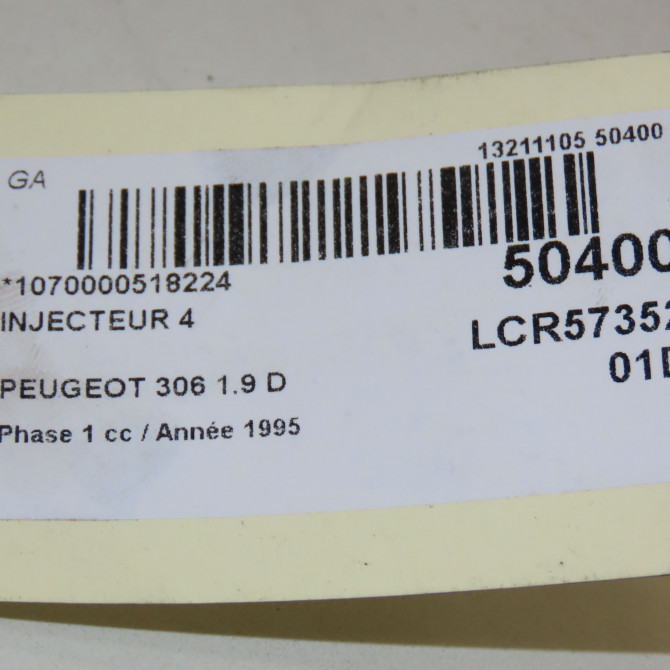 GA
13211105 50400
*1070000518224
50400
INJECTEUR 4
LCR57352
01D
PEUGEOT 306 1.9 D
Phase 1 cc / Année 1995